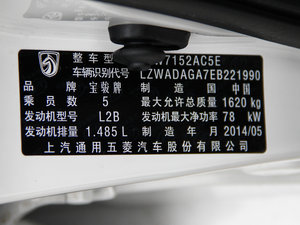 整车型 7152AC5E
车辆识别代号 LZWADAGA7EB221990
品牌 宝骏牌 制造国 中国
乘员数 5 最大允许总质量 1620 kg
发动机型号 L2B 发动机最大净功率 78 kW
发动机排量 1.485 L 制造年月 2014/05
上汽通用五菱汽车股份有限公司